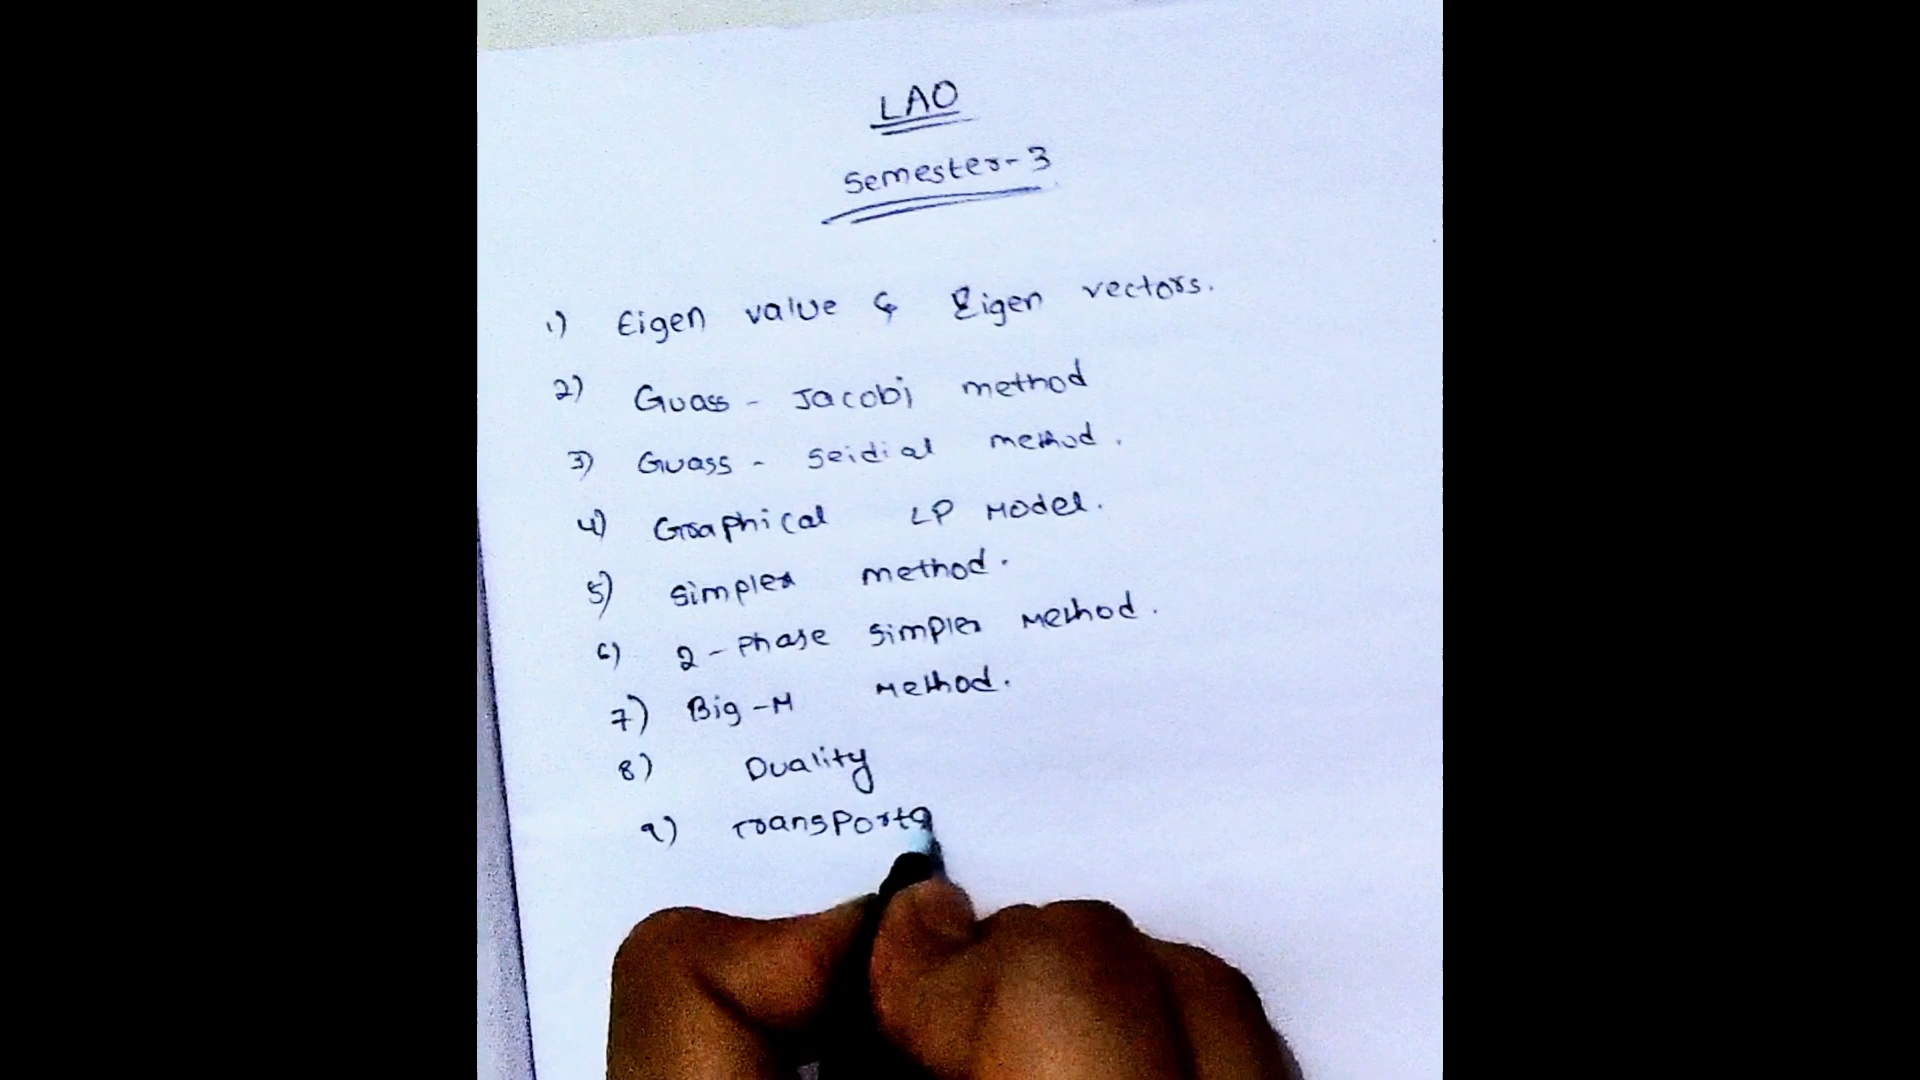 LAO
Semester-3
1) Eigen value & Eigen vectors.
2) Guass - Jacobi method
3) Guass - seidial method.
4) Graphical LP Model.
5) simplex method.
6) 2-Phase simplex Method.
7) Big-M Method.
8) Duality
9) Transporta